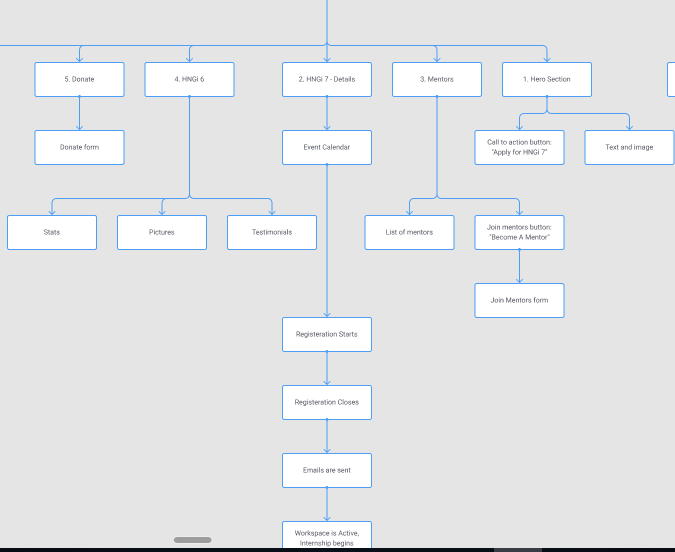 5. Donate
4. HNGi 6
2. HNGi 7 - Details
3. Mentors
1. Hero Section
Donate form
Event Calendar
Call to action button:
"Apply for HNGi 7"
Text and image
Stats
Pictures
Testimonials
List of mentors
Join mentors button:
"Become A Mentor"
Join Mentors form
Registeration Starts
Registeration Closes
Emails are sent
Workspace is Active,
Internship begins